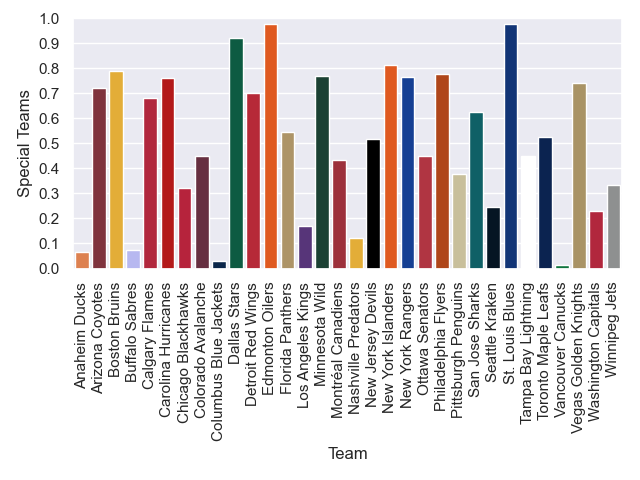 1.0
0.9
0.8
0.7
0.6
0.5
0.4
0.3
0.2
0.1
0.0
Special Teams
Anaheim Ducks
Arizona Coyotes
Boston Bruins
Buffalo Sabres
Calgary Flames
Carolina Hurricanes
Chicago Blackhawks
Colorado Avalanche
Columbus Blue Jackets
Dallas Stars
Detroit Red Wings
Edmonton Oilers
Florida Panthers
Los Angeles Kings
Minnesota Wild
Montréal Canadiens
Nashville Predators
New Jersey Devils
New York Islanders
New York Rangers
Ottawa Senators
Philadelphia Flyers
Pittsburgh Penguins
San Jose Sharks
Seattle Kraken
St. Louis Blues
Tampa Bay Lightning
Toronto Maple Leafs
Vancouver Canucks
Vegas Golden Knights
Washington Capitals
Winnipeg Jets
Team